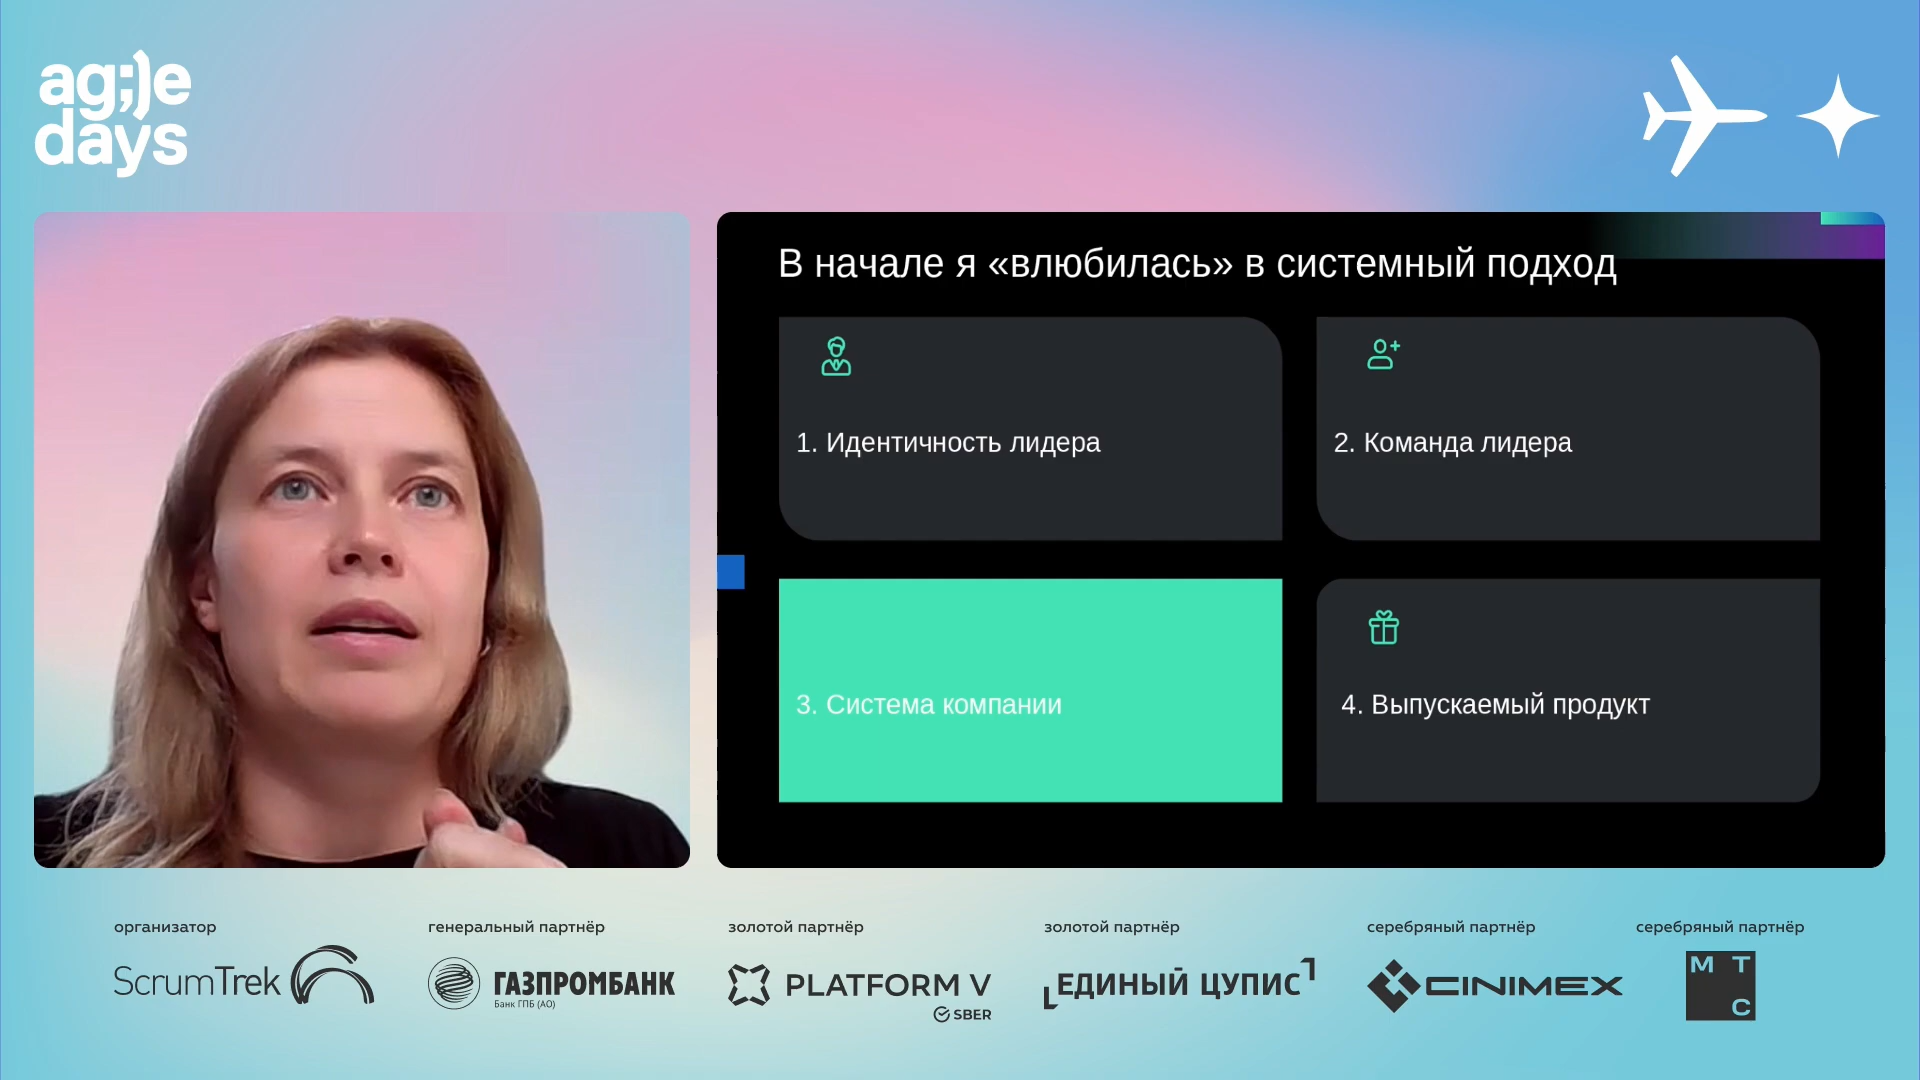 ag;le
days
В начале я «влюбилась» в системный подход
1. Идентичность лидера
2. Команда лидера
3. Система компании
4. Выпускаемый продукт
организатор
генеральный партнёр
золотой партнёр
золотой партнёр
серебряный партнёр
серебряный партнёр
ScrumTrek
ГАЗПРОМБАНК
Банк ГПБ (АО)
PLATFORM V
SBER
ЕДИНЫЙ ЦУПИС
CINIMEX
М Т
С